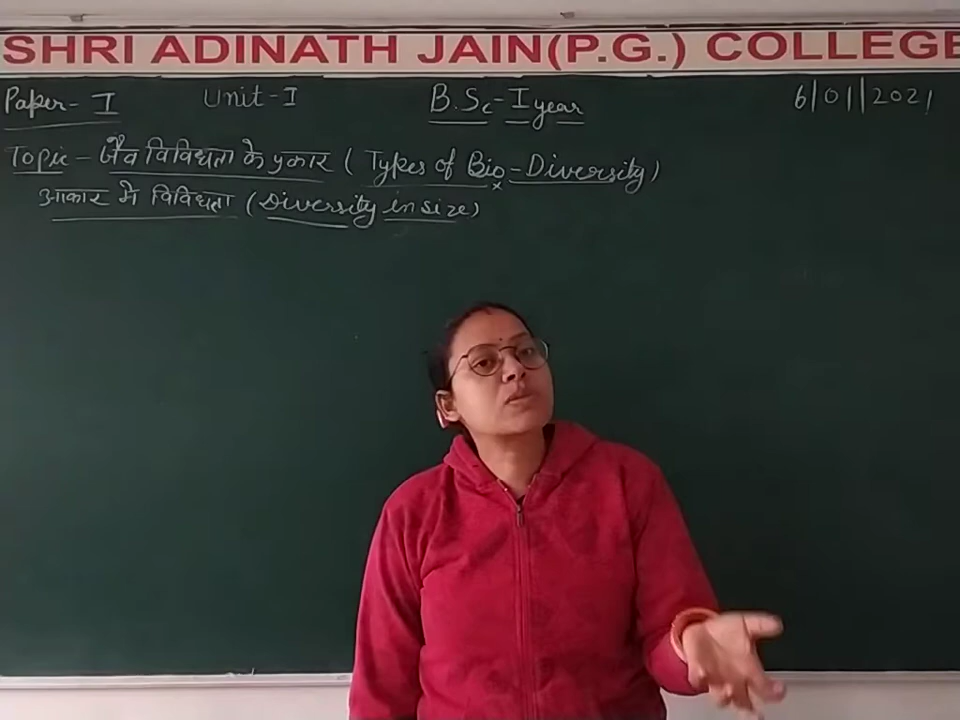 SHRI ADINATH JAIN(P.G.) COLLEGE
Paper - I Unit - I B.Sc - I year 6/01/2021
Topic - जैव विविधता के प्रकार ( Types of Bio - Diversity )
आकार मे विविधता ( Diversity in size )